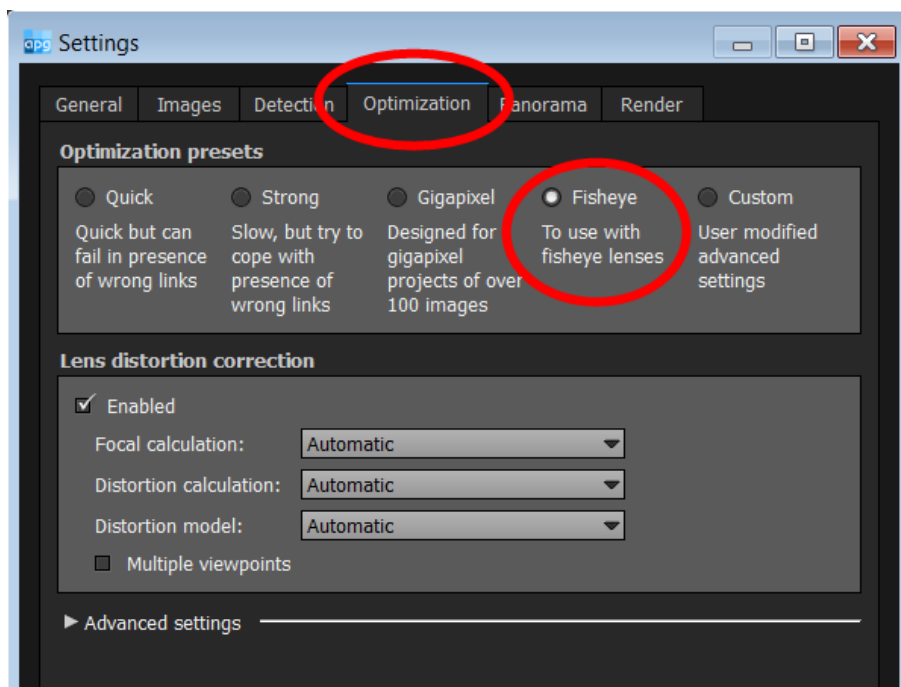 apg Settings
General Images Detection Optimization Panorama Render
Optimization presets
Quick Strong Gigapixel Fisheye Custom
Quick but can Slow, but try to Designed for To use with User modified
fail in presence cope with gigapixel fisheye lenses advanced
of wrong links presence of projects of over settings
wrong links 100 images
Lens distortion correction
Enabled
Focal calculation: Automatic
Distortion calculation: Automatic
Distortion model: Automatic
Multiple viewpoints
Advanced settings